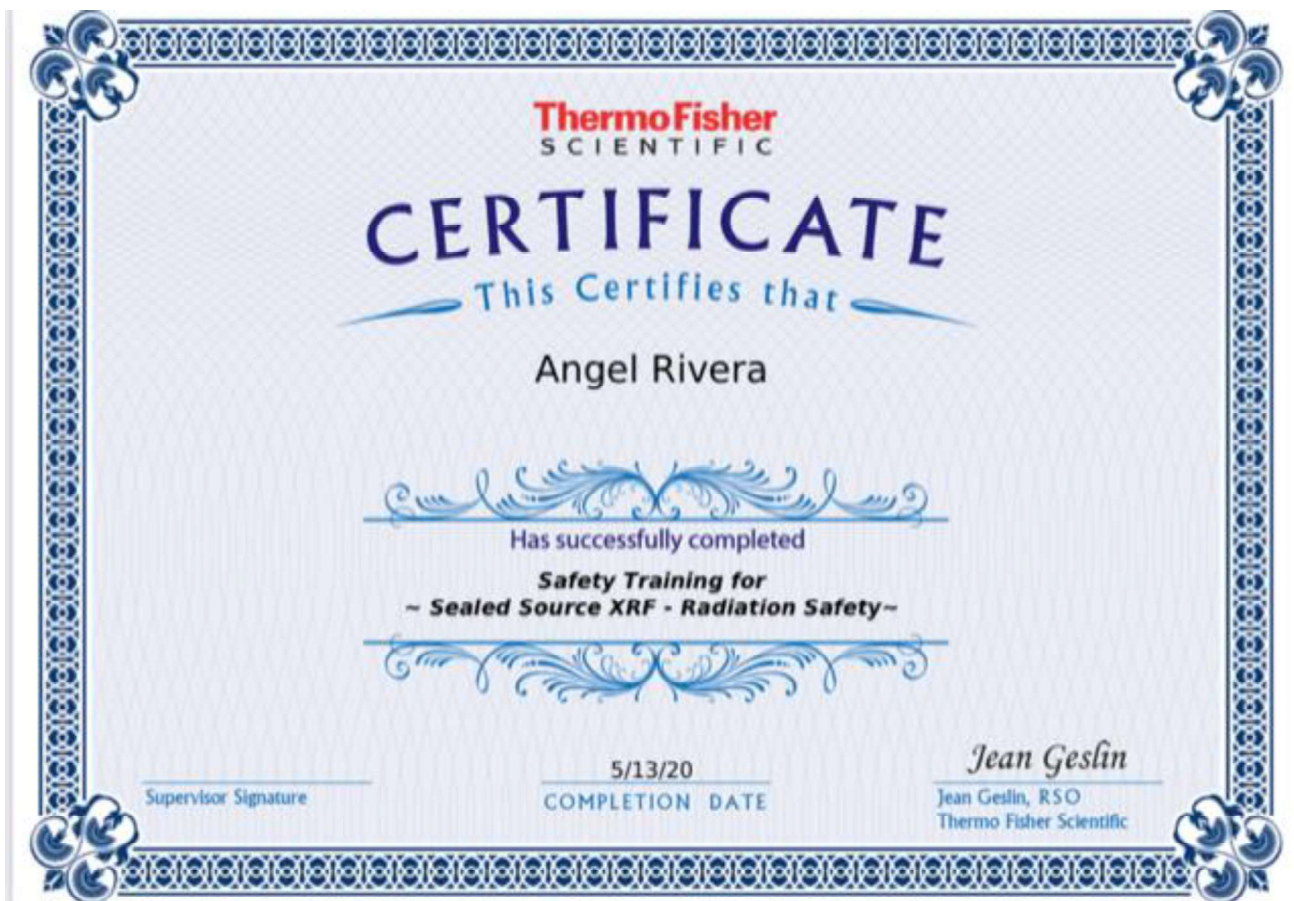 ThermoFisher
SCIENTIFIC
CERTIFICATE
This Certifies that
Angel Rivera
Has successfully completed
Safety Training for
~ Sealed Source XRF - Radiation Safety~
5/13/20
Supervisor Signature
COMPLETION DATE
Jean Geslin
Jean Geslin, RSO
Thermo Fisher Scientific